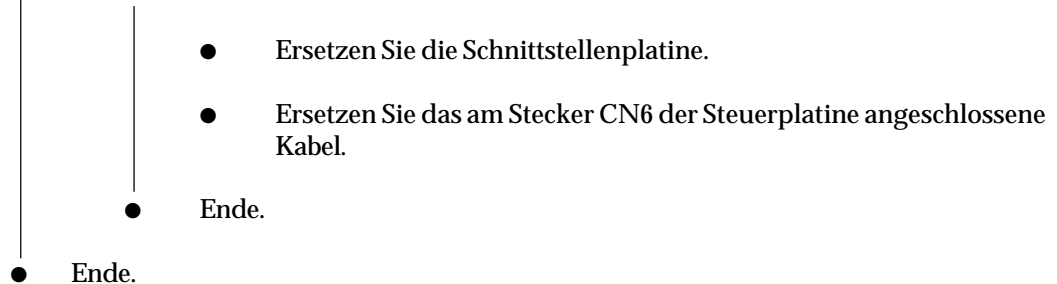 ● Ersetzen Sie die Schnittstellenplatine.
● Ersetzen Sie das am Stecker CN6 der Steuerplatine angeschlossene
Kabel.
● Ende.
● Ende.